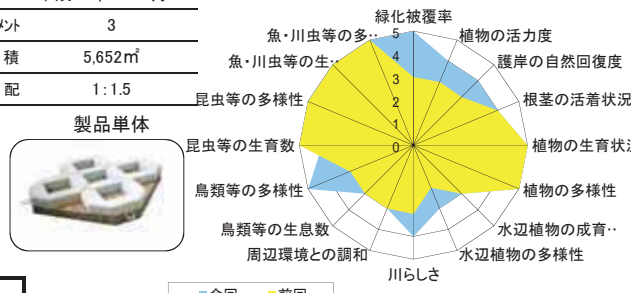 ﾒﾝﾄ 3
積 5,652㎡
配 1:1.5
製品単体
緑化被覆率
植物の活力度
護岸の自然回復度
根茎の活着状況
植物の生育状
植物の多様性
水辺植物の成育‥
水辺植物の多様性
川らしさ
周辺環境との調和
鳥類等の生息数
鳥類等の多様性
昆虫等の生育数
昆虫等の多様性
魚・川虫等の生‥
魚・川虫等の多‥
5
4
3
2
1
0
今回 前回